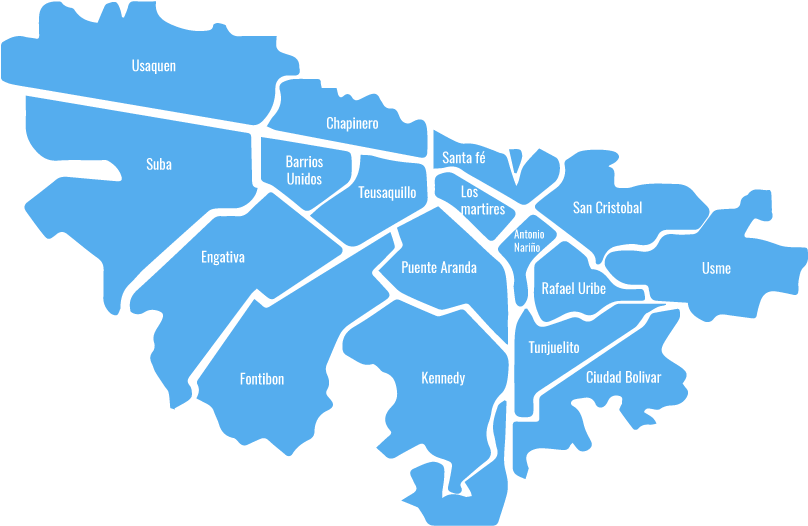 Usaquen
Chapinero
Suba
Barrios
Unidos
Santa fé
Teusaquillo
Los
martires
San Cristobal
Antonio
Nariño
Engativa
Puente Aranda
Usme
Rafael Uribe
Tunjuelito
Fontibon
Kennedy
Ciudad Bolivar